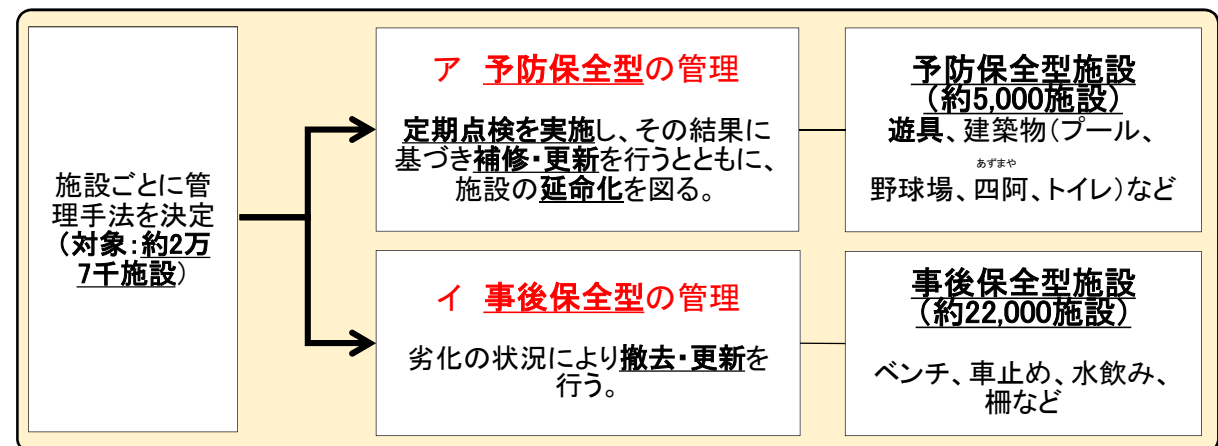 施設ごとに管
理手法を決定
（対象：約2万
7千施設）
ア 予防保全型の管理
定期点検を実施し、その結果に
基づき補修・更新を行うとともに、
施設の延命化を図る。
予防保全型施設
（約5,000施設）
遊具、建築物（プール、
あずまや
野球場、四阿、トイレ）など
イ 事後保全型の管理
劣化の状況により撤去・更新を
行う。
事後保全型施設
（約22,000施設）
ベンチ、車止め、水飲み、
柵など